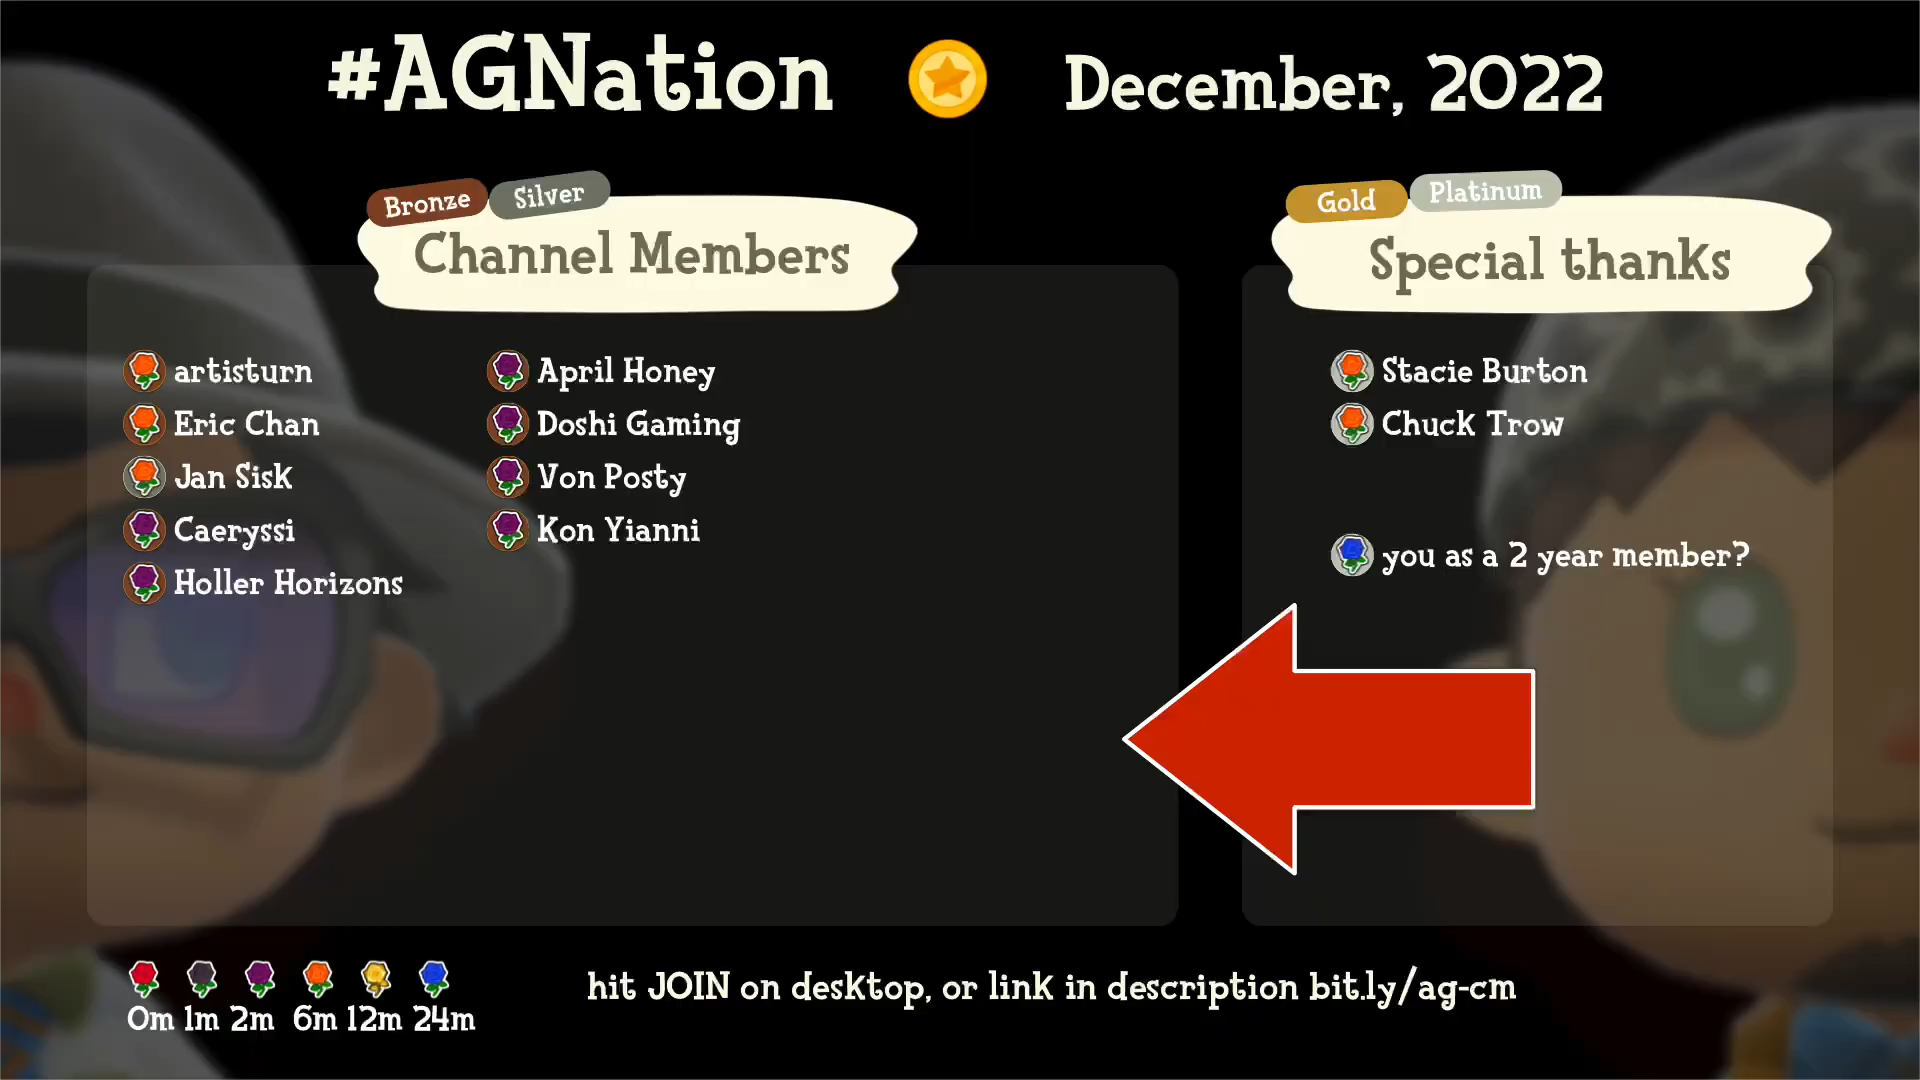 #AGNation
December, 2022
Bronze
Silver
Channel Members
artisturn
Eric Chan
Jan Sisk
Caeryssi
Holler Horizons
April Honey
Doshi Gaming
Von Posty
Kon Yianni
Gold
Platinum
Special thanks
Stacie Burton
Chuck Trow
you as a 2 year member?
0m 1m 2m 6m 12m 24m
hit JOIN on desktop, or link in description bit.ly/ag-cm